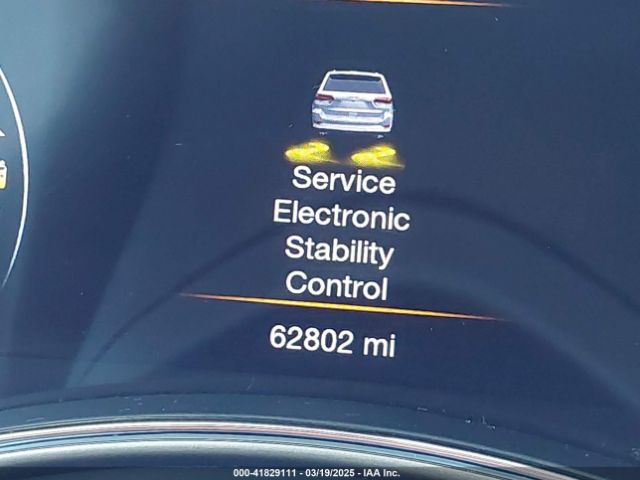 Service
Electronic
Stability
Control
62802 mi
000-41829111 - 03/19/2025 - IAA Inc.